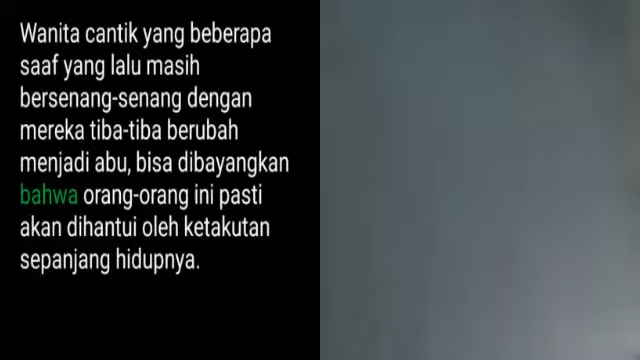 Wanita cantik yang beberapa
saaf yang lalu masih
bersenang-senang dengan
mereka tiba-tiba berubah
menjadi abu, bisa dibayangkan
bahwa orang-orang ini pasti
akan dihantui oleh ketakutan
sepanjang hidupnya.